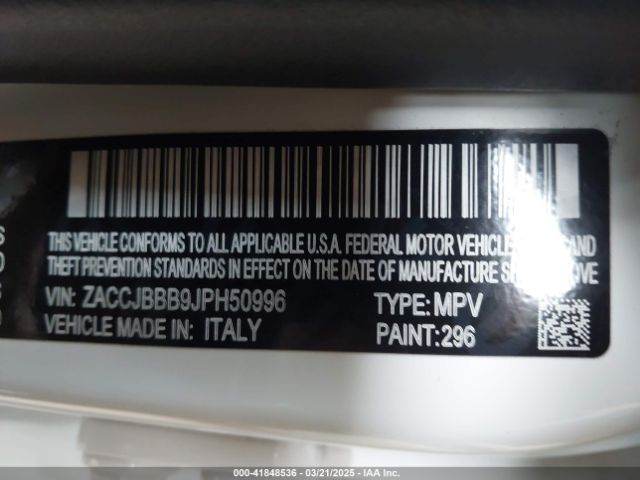 THIS VEHICLE CONFORMS TO ALL APPLICABLE U.S.A. FEDERAL MOTOR VEHICLE AND
THEFT PREVENTION STANDARDS IN EFFECT ON THE DATE OF MANUFACTURE
VIN: ZACCJBBB9JPH50996 TYPE: MPV
VEHICLE MADE IN: ITALY PAINT: 296
000-41848536 - 03/21/2025 - IAA Inc.